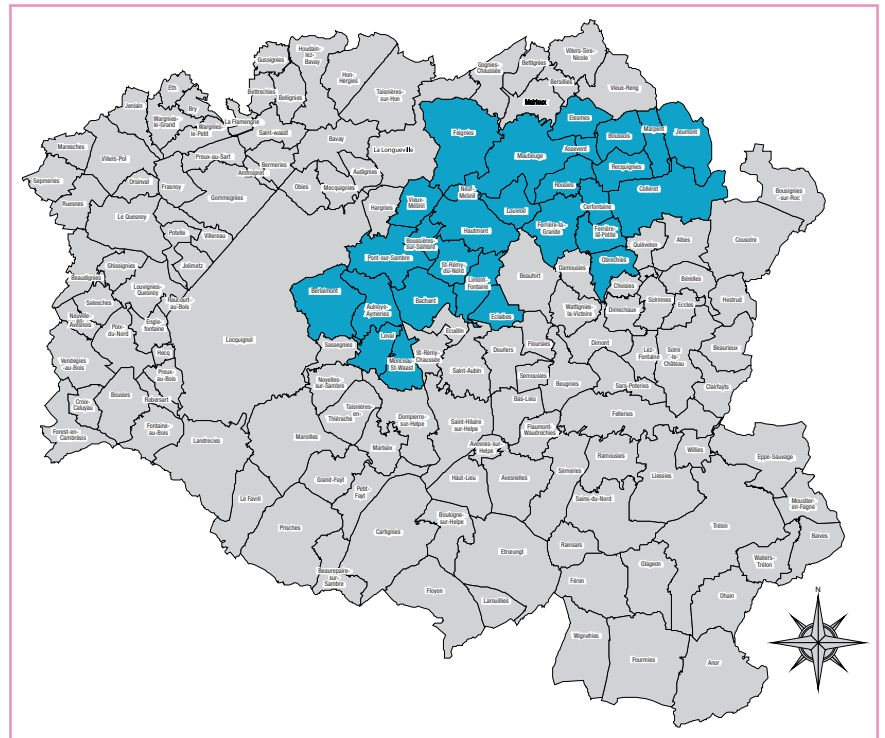 Gussignies
Houdain-
lez-
Bavay
Hon-
Hergies
Taisnières-
sur-Hon
Bettrechies
Bellignies
Gognies-
Chaussée
Bettignies
Villers-Sire-
Nicole
Bersillies
Vieux-Reng
Mairieux
Eth
Bry
Jenlain
Wargnies-
le-Grand
Wargnies-
le-Petit
La Flamengrie
Saint-waast
Bavay
La Longueville
Feignies
Elesmes
Boussois
Marpent
Jeumont
Maubeuge
Assevent
Recquignies
Rousies
Colleret
Maresches
Villers-Pol
Preux-au-Sart
Bermeries
Amfroipret
Audignies
Mecquignies
Obies
Sepmeries
Orsinval
Frasnoy
Gommegnies
Hargnies
Vieux-
Mesnil
Neuf-
Mesnil
Louvroil
Cerfontaine
Ferrière-la-
Grande
Ferrière-
la-Petite
Bousignies
-sur-Roc
Ruesnes
Le Quesnoy
Potelle
Villereau
Jolimetz
Hautmont
Boussières-
sur-Sambre
Pont-sur-Sambre
St-Rémy-
du-Nord
Limont-
Fontaine
Beaufort
Damousies
Obrechies
Quiévelon
Aibes
Cousolre
Ghissignies
Beaudignies
Louvignies-
Quesnoy
Raucourt-
au-Bois
Salesches
Neuville-
en-
Avesnois
Poix-
du-Nord
Engle-
fontaine
Locquignol
Berlaimont
Aulnoye-
Aymeries
Bachant
Eclaibes
Wattignies-
la-Victoire
Choisies
Dimechaux
Solrinnes
Bérelles
Eccles
Hestrud
Vendegies
-au-Bois
Hecq
Preux-
au-Bois
Robersart
Bousies
Croix-
Caluyau
Forest-en-
Cambrésis
Fontaine-
au-Bois
Landrecies
Sassegnies
Leval
Monceau-
St-Waast
St-Rémy-
Chaussée
Ecuélin
Dourlers
Floursies
Dimont
Lez-
Fontaine
Solre
-le-
Château
Beaurieux
Clairfayts
Noyelles-
sur-Sambre
Saint-Aubin
Semousies
Beugnies
Sars-Poteries
Bas-Lieu
Felleries
Maroilles
Taisnières-
en-
Thiérache
Marbaix
Dompierre-
sur-Helpe
Saint-Hilaire
sur-Helpe
Avesnes-sur-
Helpe
Flaumont-
Waudrechies
Le Favril
Grand-Fayt
Petit-
Fayt
Prisches
Cartignies
Haut-Lieu
Avesnelles
Sémeries
Ramousies
Sains-du-Nord
Liessies
Willies
Eppe-Sauvage
Moustier-
en-Fagne
Baives
Trélon
Wallers-
Trélon
Beaurepaire-
sur-
Sambre
Boulogne-
sur-Helpe
Etrœungt
Rainsars
Féron
Glageon
Ohain
Floyon
Larouillies
Wignehies
Fourmies
Anor
N